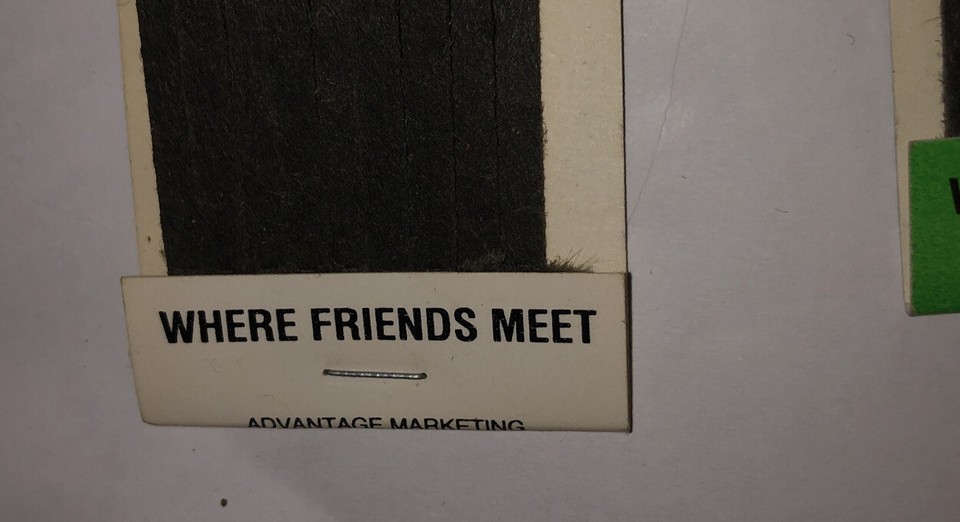 WHERE FRIENDS MEET
ADVANTAGE MARKETING